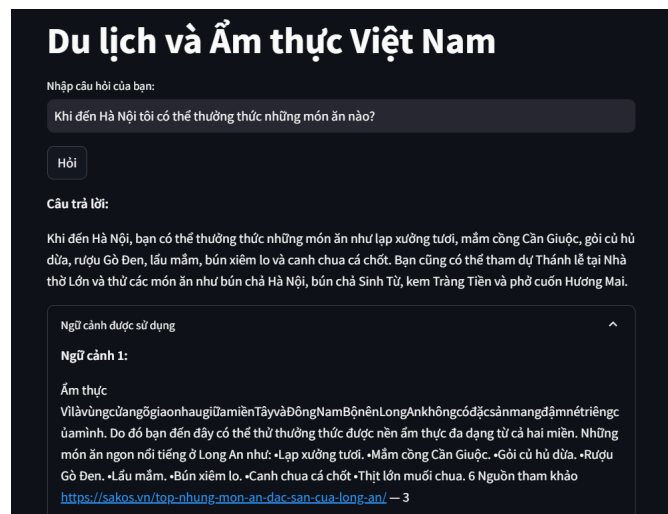 Du lịch và Ẩm thực Việt Nam
Nhập câu hỏi của bạn:
Khi đến Hà Nội tôi có thể thưởng thức những món ăn nào?
Hỏi
Câu trả lời:
Khi đến Hà Nội, bạn có thể thưởng thức những món ăn như lạp xưởng tươi, mắm còng Cần Giuộc, gỏi củ hủ
dừa, rượu Gò Đen, lẩu mắm, bún xiêm lo và canh chua cá chốt. Bạn cũng có thể tham dự Thánh lễ tại Nhà
thờ Lớn và thử các món ăn như bún chả Hà Nội, bún chả Sinh Từ, kem Tràng Tiền và phở cuốn Hương Mai.
Ngữ cảnh được sử dụng
Ngữ cảnh 1:
Ẩm thực
VìlàvùngcửangõgiaonhaugiữamiềnTâyvàĐôngNamBộnênLongAnkhôngcóđặcsảnmangđậmnétriêngc
ủamình. Do đó bạn đến đây có thể thử thưởng thức được nền ẩm thực đa dạng từ cả hai miền. Những
món ăn ngon nổi tiếng ở Long An như: •Lạp xưởng tươi. •Mắm còng Cần Giuộc. •Gỏi củ hủ dừa. •Rượu
Gò Đen. •Lẩu mắm. •Bún xiêm lo. •Canh chua cá chốt •Thịt lớn muối chua. 6 Nguồn tham khảo
https://sakos.vn/top-nhung-mon-an-dac-san-cua-long-an/ — 3